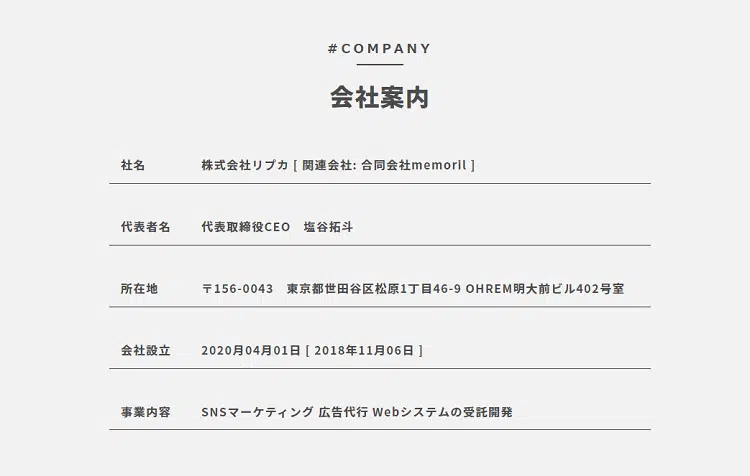 #COMPANY
会社案内
社名 株式会社リプカ [ 関連会社: 合同会社memoril ]
代表者名 代表取締役CEO 塩谷拓斗
所在地 〒156-0043 東京都世田谷区松原1丁目46-9 OHREM明大前ビル402号室
会社設立 2020月04月01日 [ 2018年11月06日 ]
事業内容 SNSマーケティング 広告代行 Webシステムの受託開発